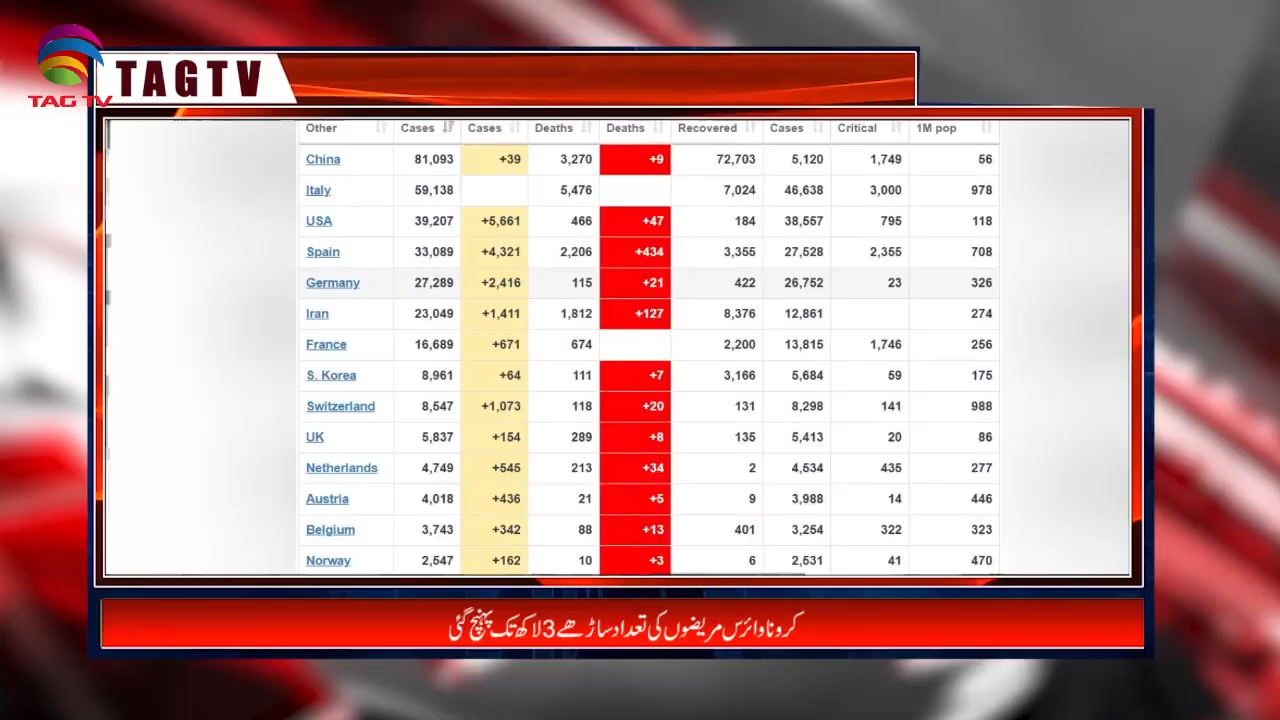 TAG TV
TAGTV
Other Cases Cases Deaths Deaths Recovered Cases Critical 1M pop
China 81,093 +39 3,270 +9 72,703 5,120 1,749 56
Italy 59,138 5,476 7,024 46,638 3,000 978
USA 39,207 +5,661 466 +47 184 38,557 795 118
Spain 33,089 +4,321 2,206 +434 3,355 27,528 2,355 708
Germany 27,289 +2,416 115 +21 422 26,752 23 326
Iran 23,049 +1,411 1,812 +127 8,376 12,861 274
France 16,689 +671 674 2,200 13,815 1,746 256
S. Korea 8,961 +64 111 +7 3,166 5,684 59 175
Switzerland 8,547 +1,073 118 +20 131 8,298 141 988
UK 5,837 +154 289 +8 135 5,413 20 86
Netherlands 4,749 +545 213 +34 2 4,534 435 277
Austria 4,018 +436 21 +5 9 3,988 14 446
Belgium 3,743 +342 88 +13 401 3,254 322 323
Norway 2,547 +162 10 +3 6 2,531 41 470
کرونا وائرس مریضوں کی تعداد ساڑھے 3 لاکھ تک پہنچ گئی